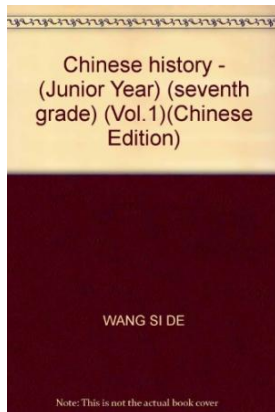 Chinese history -
(Junior Year) (seventh
grade) (Vol.1)(Chinese
Edition)
WANG SI DE
Note: This is not the actual book cover